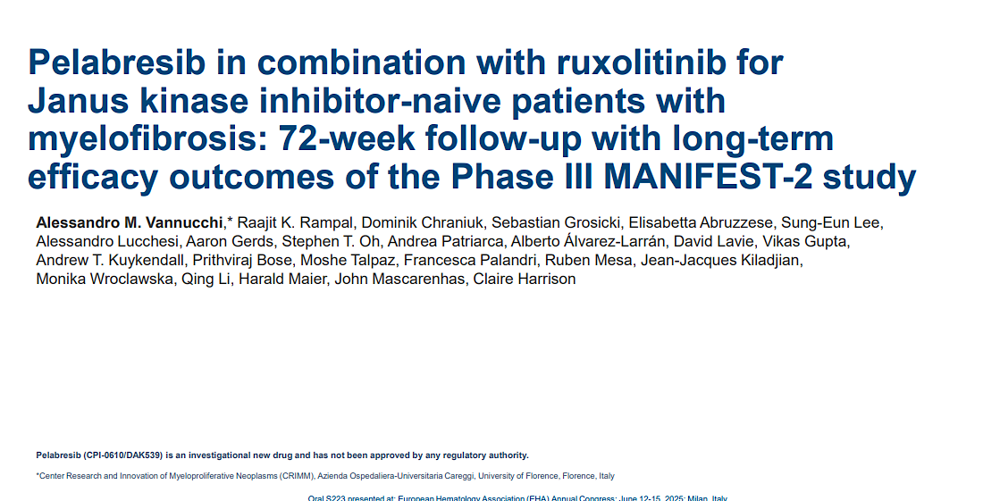 Pelabresib in combination with ruxolitinib for
Janus kinase inhibitor-naive patients with
myelofibrosis: 72-week follow-up with long-term
efficacy outcomes of the Phase III MANIFEST-2 study
Alessandro M. Vannucchi,* Raajit K. Rampal, Dominik Chraniuk, Sebastian Grosicki, Elisabetta Abruzzese, Sung-Eun Lee,
Alessandro Lucchesi, Aaron Gerds, Stephen T. Oh, Andrea Patriarca, Alberto Álvarez-Larrán, David Lavie, Vikas Gupta,
Andrew T. Kuykendall, Prithviraj Bose, Moshe Talpaz, Francesca Palandri, Ruben Mesa, Jean-Jacques Kiladjian,
Monika Wroclawska, Qing Li, Harald Maier, John Mascarenhas, Claire Harrison
Pelabresib (CPI-0610/DAK539) is an investigational new drug and has not been approved by any regulatory authority.
*Center Research and Innovation of Myeloproliferative Neoplasms (CRIMM), Azienda Ospedaliera-Universitaria Careggi, University of Florence, Florence, Italy
Oral S223 presented at: European Hematology Association (EHA) Annual Congress; June 12-15, 2025; Milan, Italy